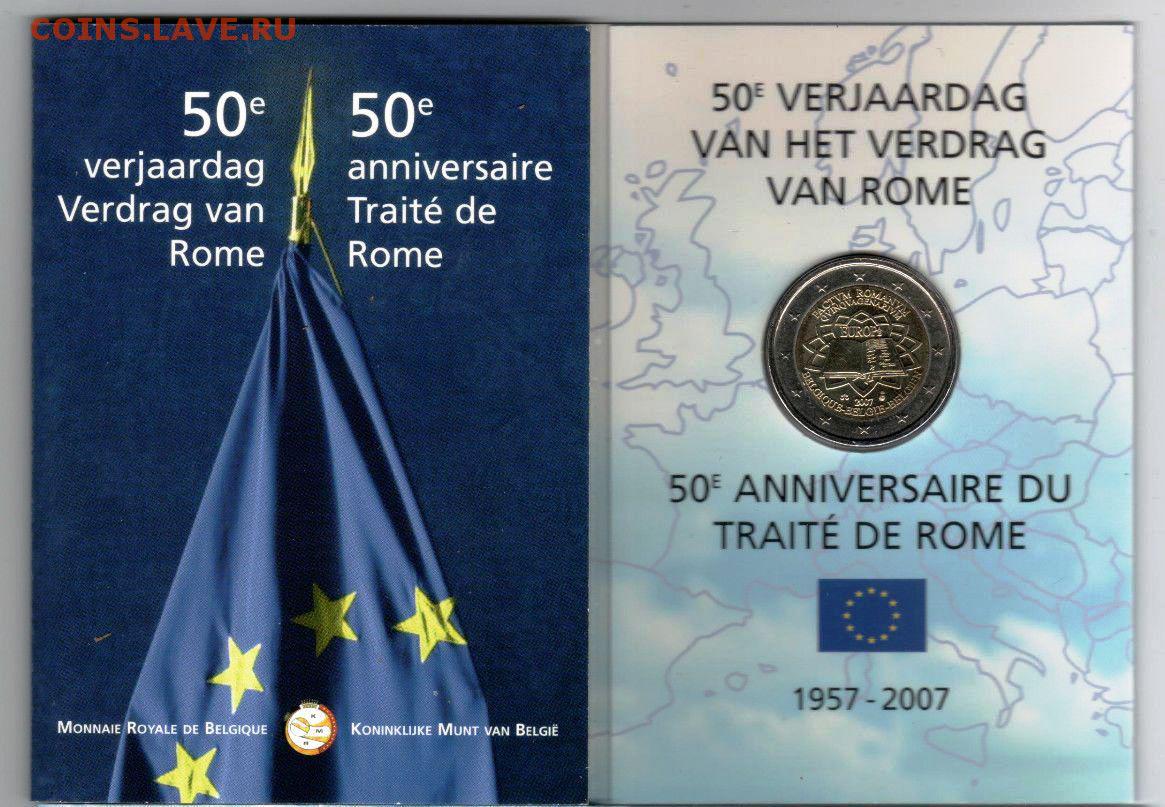 COINS.LAVE.RU
50e
verjaardag
Verdrag van
Rome
50e
anniversaire
Traité de
Rome
MONNAIE ROYALE DE BELGIQUE
K
M
R
KONINKLIJKE MUNT VAN BELGIË
50E VERJAARDAG
VAN HET VERDRAG
VAN ROME
EUROPa
2007
BELGIQUE-BELGIE-BELGIEN
50E ANNIVERSAIRE DU
TRAITÉ DE ROME
1957 - 2007